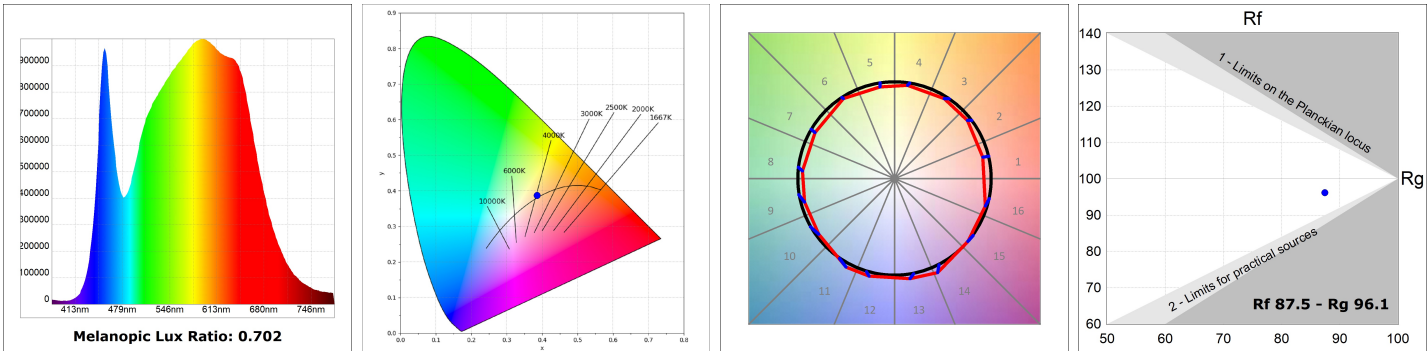 900000
800000
700000
600000
500000
400000
300000
200000
100000
0
413nm 479nm 546nm 613nm 680nm 746nm
Melanopic Lux Ratio: 0.702
0.9
0.8
0.7
0.6
0.5
0.4
0.3
0.2
0.1
0.0
y
0.0 0.1 0.2 0.3 0.4 0.5 0.6 0.7 0.8
x
1667K
2000K
2500K
3000K
4000K
6000K
10000K
1
2
3
4
5
6
7
8
9
10
11
12
13
14
15
16
Rf
140
130
120
110
100
90
80
70
60
50 60 70 80 90 100
Rg
1 - Limits on the Planckian locus
2 - Limits for practical sources
Rf 87.5 - Rg 96.1